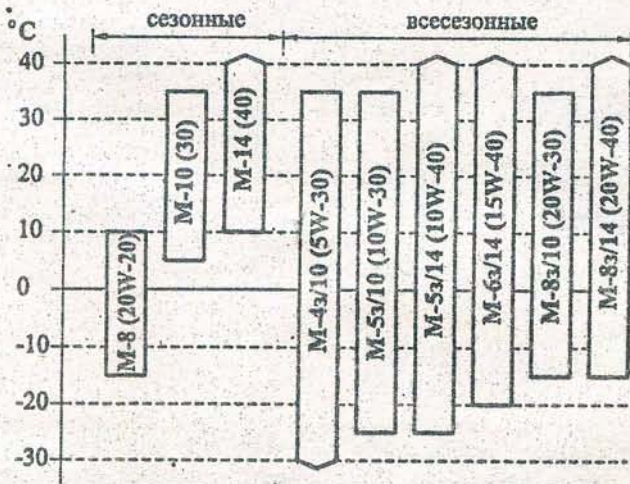 сезонные
всесезонные
°C
40
30
20
10
0
-10
-20
-30
М-8 (20W-20)
М-10 (30)
М-14 (40)
М-4з/10 (5W-30)
М-5з/10 (10W-30)
М-5з/14 (10W-40)
М-6з/14 (15W-40)
М-8з/10 (20W-30)
М-8з/14 (20W-40)